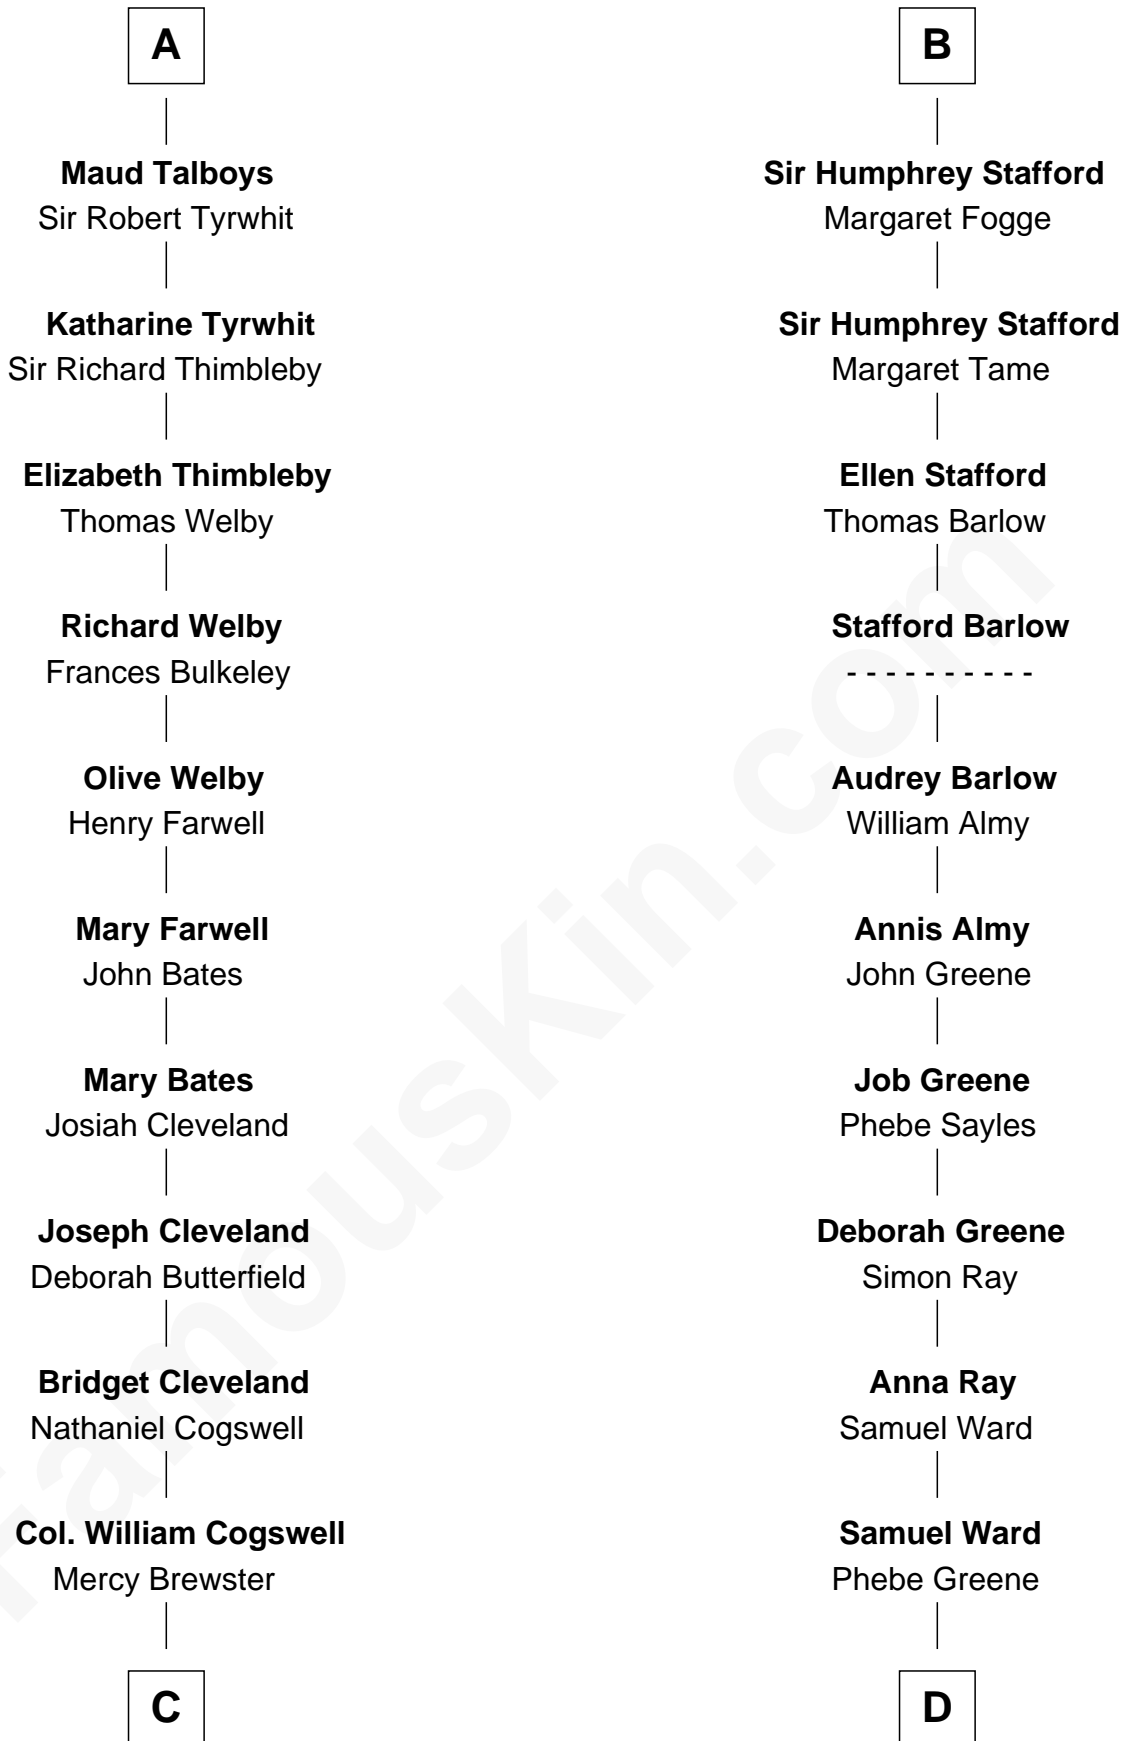 A
Maud Talboys
Sir Robert Tyrwhit
Katharine Tyrwhit
Sir Richard Thimbleby
Elizabeth Thimbleby
Thomas Welby
Richard Welby
Frances Bulkeley
Olive Welby
Henry Farwell
Mary Farwell
John Bates
Mary Bates
Josiah Cleveland
Joseph Cleveland
Deborah Butterfield
Bridget Cleveland
Nathaniel Cogswell
Col. William Cogswell
Mercy Brewster
C
B
Sir Humphrey Stafford
Margaret Fogge
Sir Humphrey Stafford
Margaret Tame
Ellen Stafford
Thomas Barlow
Stafford Barlow
- - - - - - - - - -
Audrey Barlow
William Almy
Annis Almy
John Greene
Job Greene
Phebe Sayles
Deborah Greene
Simon Ray
Anna Ray
Samuel Ward
Samuel Ward
Phebe Greene
D
FamousKin.com